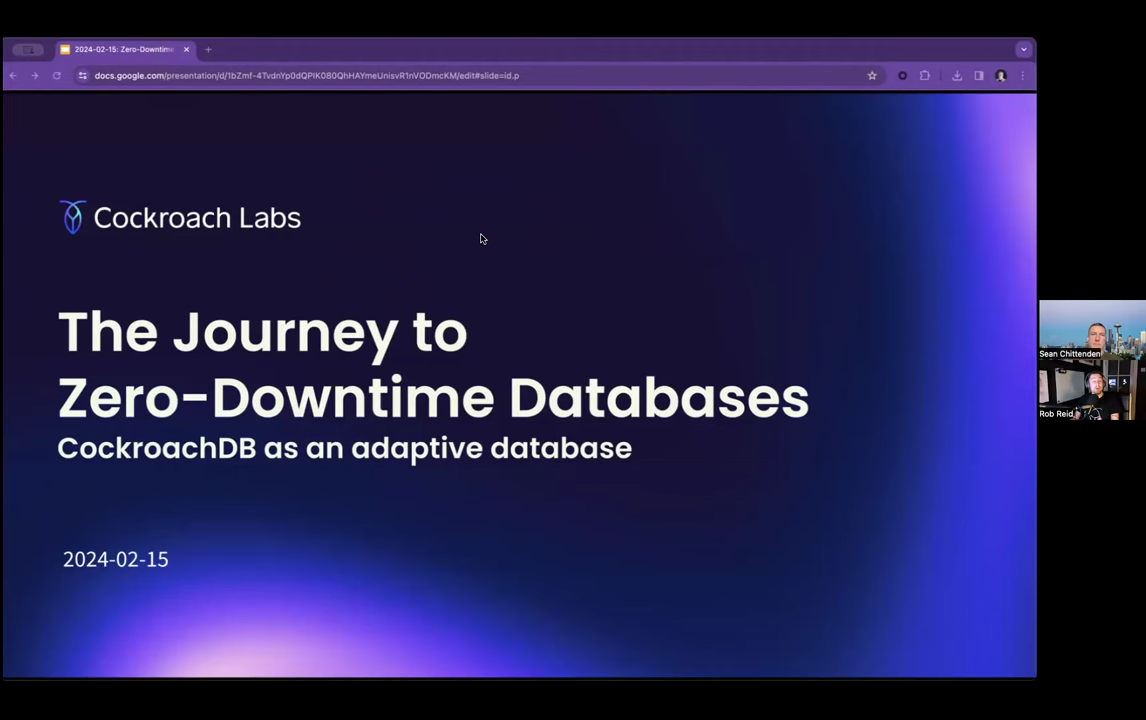 2024-02-15: Zero-Downtim
docs.google.com/presentation/d/1bZmf-4TvdnYp0dQPIK080QhHAYmeUnisvR1nVODmcKM/edit#slide=id.p
Cockroach Labs
The Journey to
Zero-Downtime Databases
CockroachDB as an adaptive database
2024-02-15
Sean Chittenden
Rob Reid